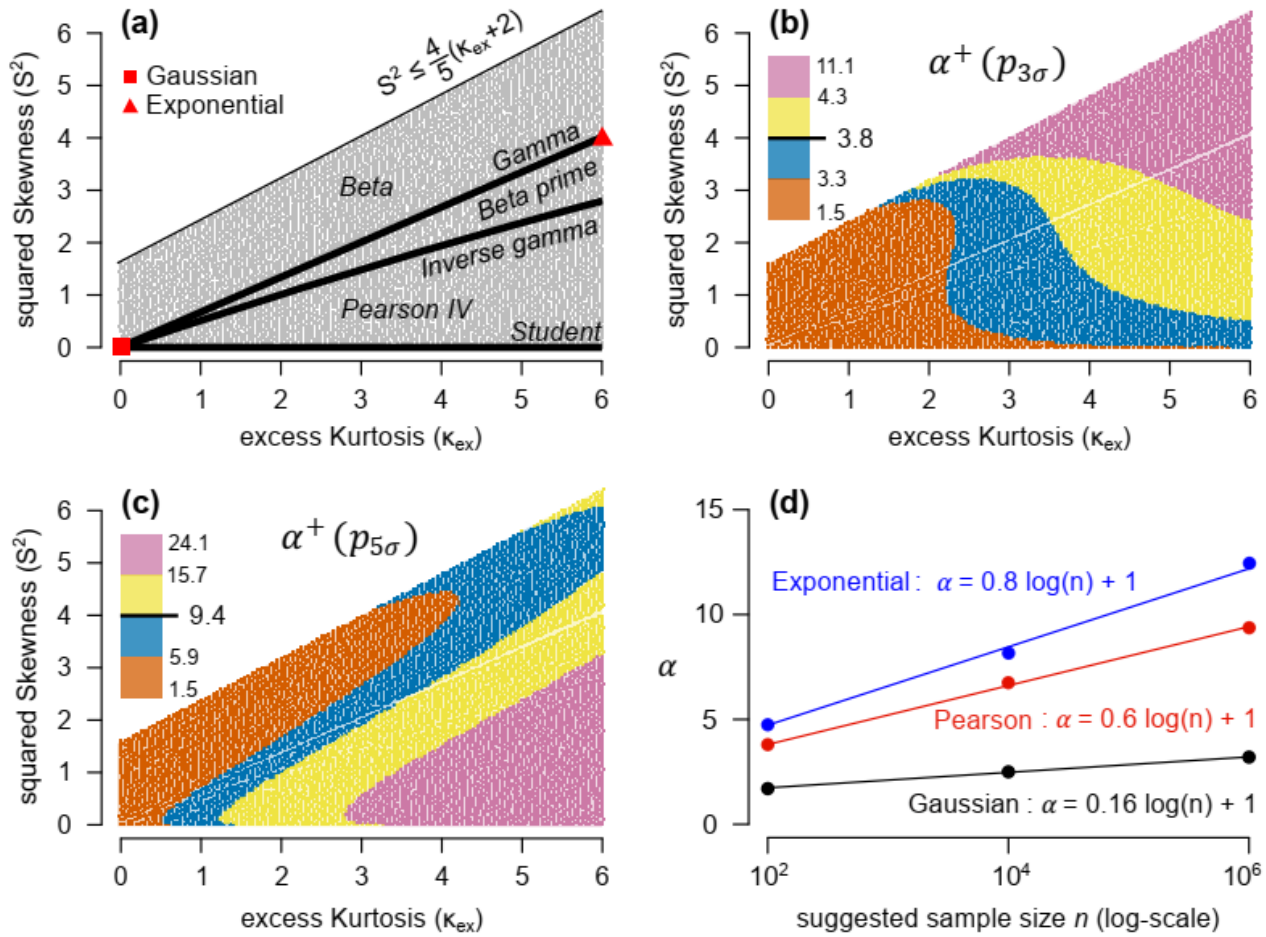 (a)
S² ≤ 4/5(κex+2)
Gaussian
Exponential
Gamma
Beta
Beta prime
Inverse gamma
Pearson IV
Student
squared Skewness (S²)
6
5
4
3
2
1
0
0 1 2 3 4 5 6
excess Kurtosis (κex)
(b)
α⁺ (p3σ)
11.1
4.3
3.8
3.3
1.5
squared Skewness (S²)
6
5
4
3
2
1
0
0 1 2 3 4 5 6
excess Kurtosis (κex)
(c)
α⁺ (p5σ)
24.1
15.7
9.4
5.9
1.5
squared Skewness (S²)
6
5
4
3
2
1
0
0 1 2 3 4 5 6
excess Kurtosis (κex)
(d)
α
15
10
5
0
Exponential : α = 0.8 log(n) + 1
Pearson : α = 0.6 log(n) + 1
Gaussian : α = 0.16 log(n) + 1
10² 10⁴ 10⁶
suggested sample size n (log-scale)